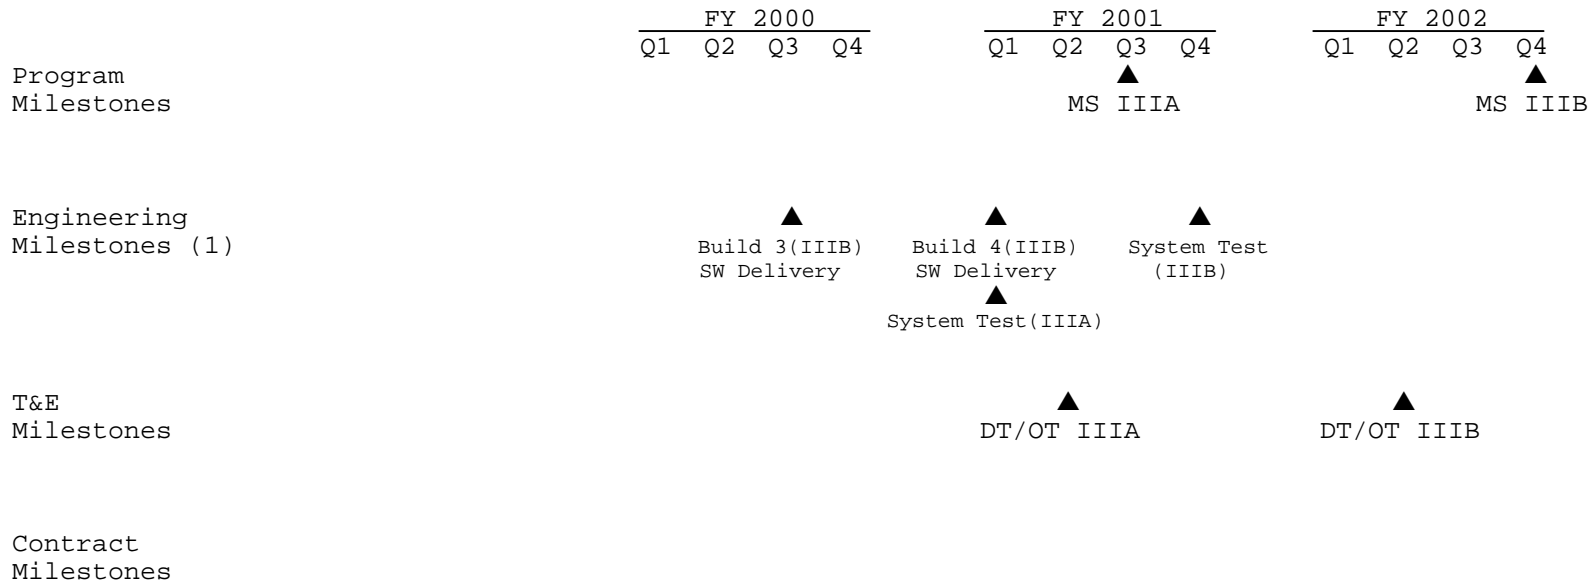 FY 2000 FY 2001 FY 2002
Q1 Q2 Q3 Q4 Q1 Q2 Q3 Q4 Q1 Q2 Q3 Q4
Program
Milestones MS IIIA MS IIIB
Engineering
Milestones (1) Build 3(IIIB) Build 4(IIIB) System Test
SW Delivery SW Delivery (IIIB)
System Test(IIIA)
T&E
Milestones DT/OT IIIA DT/OT IIIB
Contract
Milestones